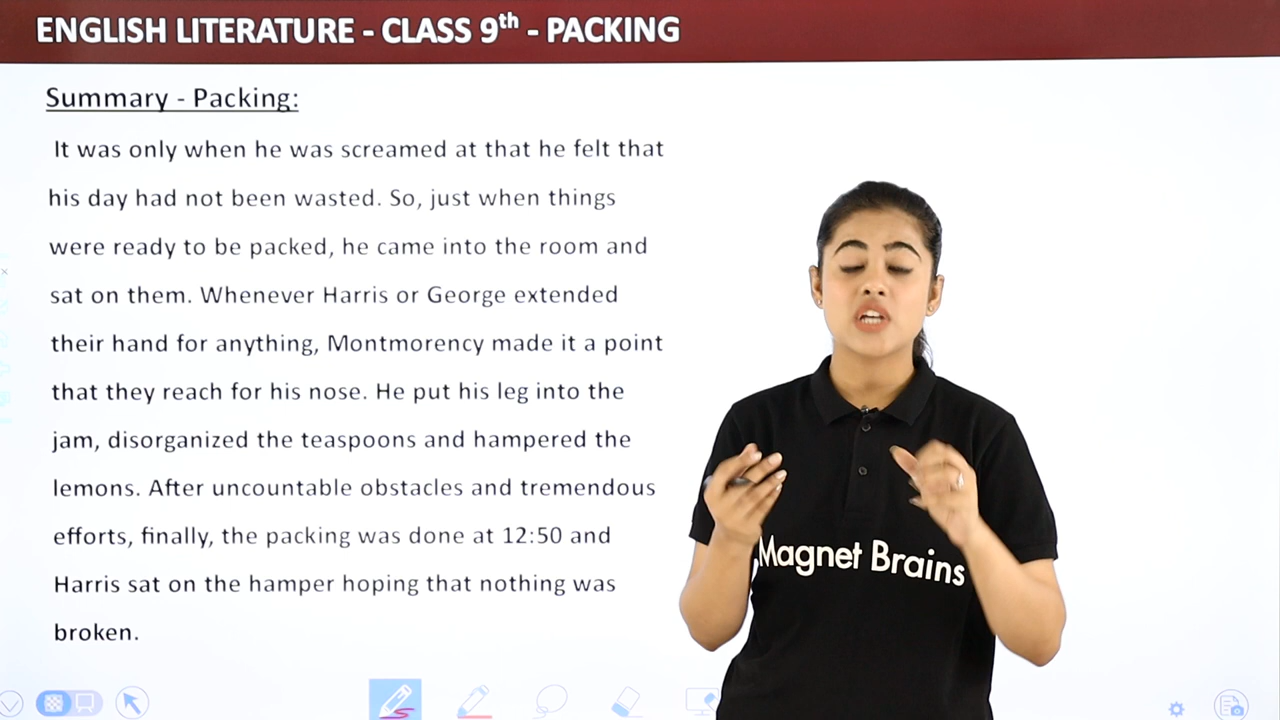 ENGLISH LITERATURE - CLASS 9th - PACKING
Summary - Packing:
It was only when he was screamed at that he felt that
his day had not been wasted. So, just when things
were ready to be packed, he came into the room and
sat on them. Whenever Harris or George extended
their hand for anything, Montmorency made it a point
that they reach for his nose. He put his leg into the
jam, disorganized the teaspoons and hampered the
lemons. After uncountable obstacles and tremendous
efforts, finally, the packing was done at 12:50 and
Harris sat on the hamper hoping that nothing was
broken.
Magnet Brains